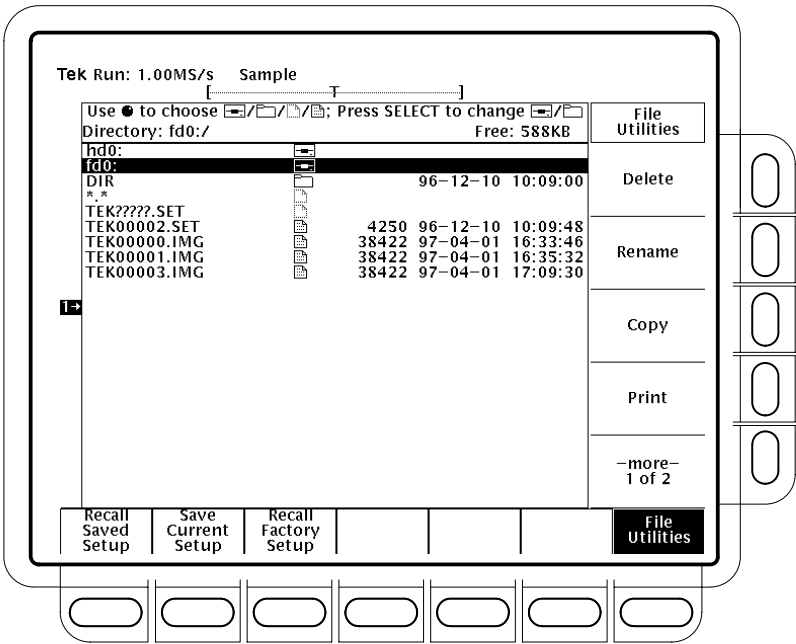 Tek Run: 1.00MS/s Sample
T
Use to choose / / / ; Press SELECT to change /
Directory: fd0:/ Free: 588KB
hd0:
fd0:
DIR 96-12-10 10:09:00
*.*
TEK?????.SET
TEK00002.SET 4250 96-12-10 10:09:48
TEK00000.IMG 38422 97-04-01 16:33:46
TEK00001.IMG 38422 97-04-01 16:35:32
TEK00003.IMG 38422 97-04-01 17:09:30
1→
File
Utilities
Delete
Rename
Copy
Print
–more–
1 of 2
Recall
Saved
Setup
Save
Current
Setup
Recall
Factory
Setup
File
Utilities